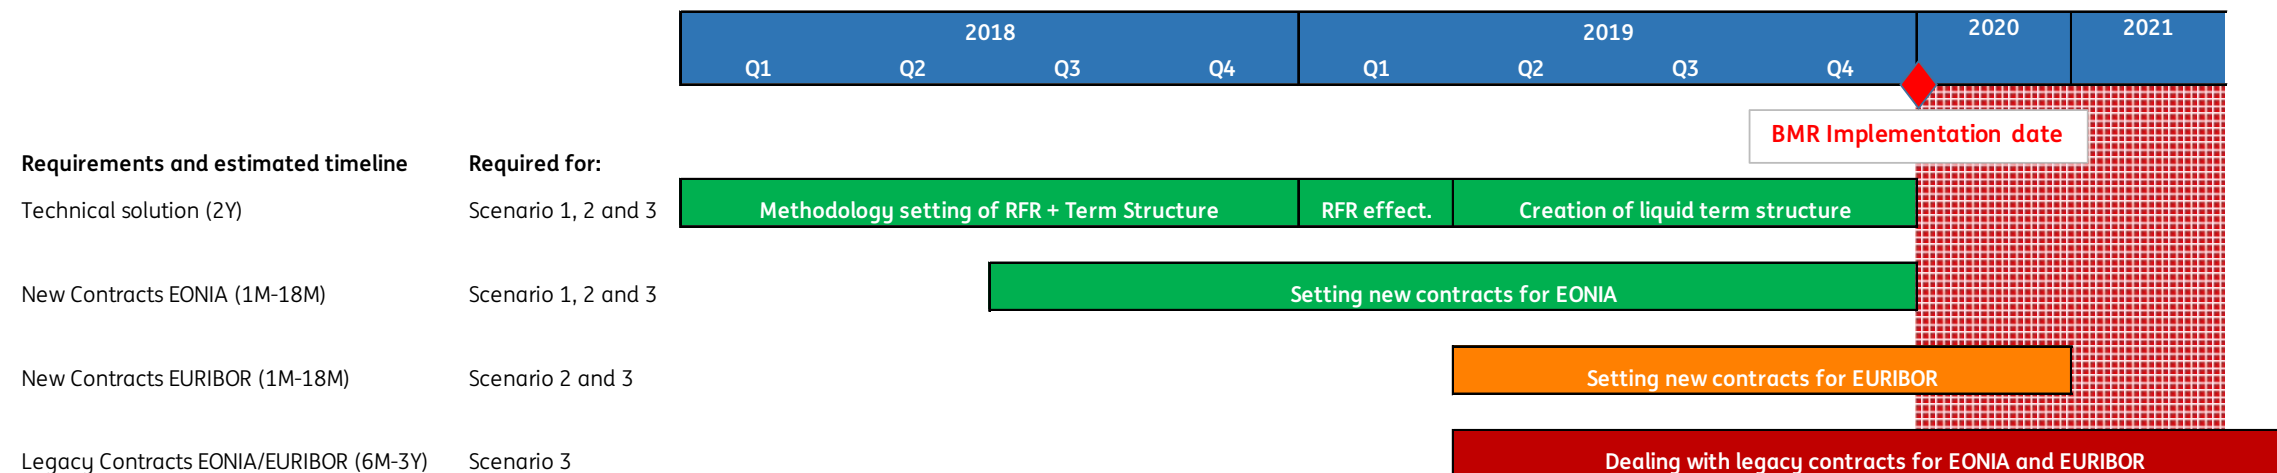 2018 2019 2020 2021
Q1 Q2 Q3 Q4 Q1 Q2 Q3 Q4
BMR Implementation date
Requirements and estimated timeline Required for:
Technical solution (2Y) Scenario 1, 2 and 3 Methodology setting of RFR + Term Structure RFR effect. Creation of liquid term structure
New Contracts EONIA (1M-18M) Scenario 1, 2 and 3 Setting new contracts for EONIA
New Contracts EURIBOR (1M-18M) Scenario 2 and 3 Setting new contracts for EURIBOR
Legacy Contracts EONIA/EURIBOR (6M-3Y) Scenario 3 Dealing with legacy contracts for EONIA and EURIBOR